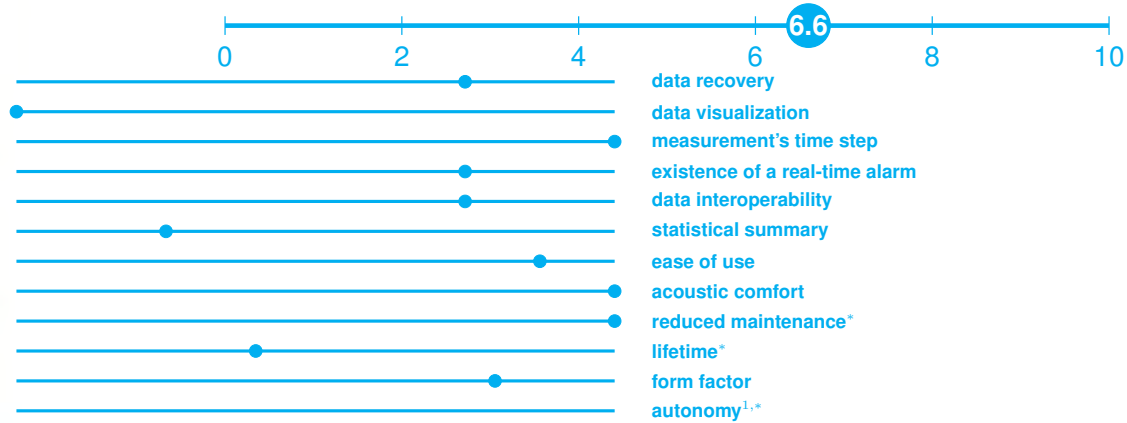 6.6
0 2 4 6 8 10
data recovery
data visualization
measurement's time step
existence of a real-time alarm
data interoperability
statistical summary
ease of use
acoustic comfort
reduced maintenance*
lifetime*
form factor
autonomy1,*